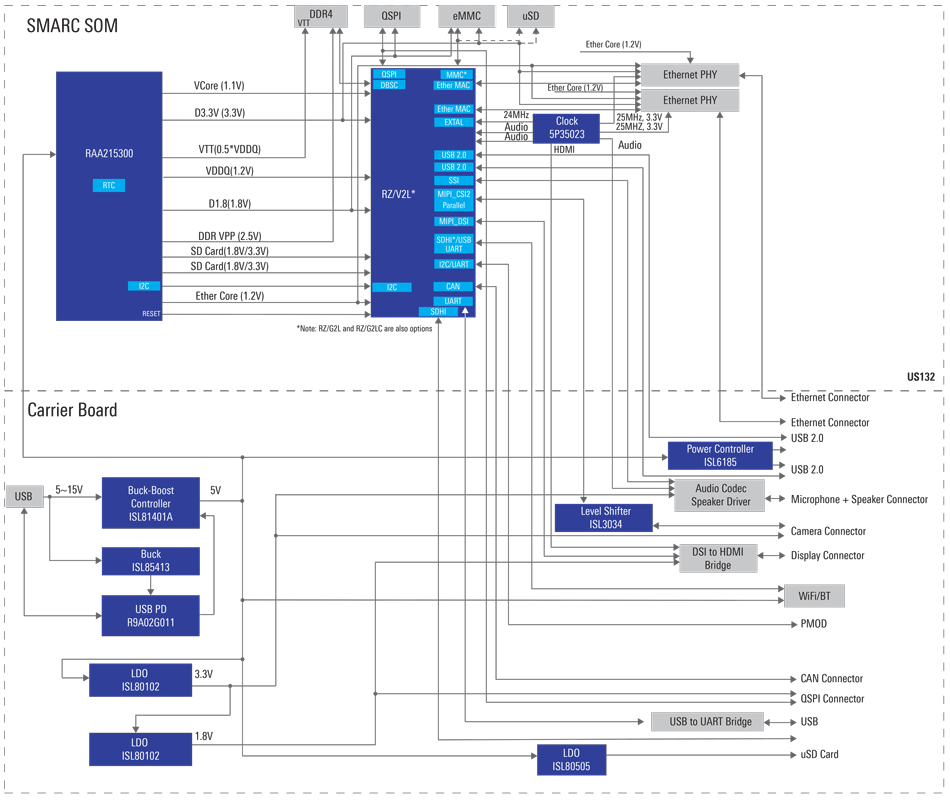 SMARC SOM
DDR4
VTT
QSPI
eMMC
uSD
Ether Core (1.2V)
Ethernet PHY
Ether Core (1.2V)
Ethernet PHY
RAA215300
RTC
I2C
RESET
VCore (1.1V)
D3.3V (3.3V)
VTT(0.5*VDDQ)
VDDQ(1.2V)
D1.8(1.8V)
DDR VPP (2.5V)
SD Card(1.8V/3.3V)
SD Card(1.8V/3.3V)
Ether Core (1.2V)
RZ/V2L*
QSPI
DBSC
I2C
MMC*
Ether MAC
Ether MAC
EXTAL
USB 2.0
USB 2.0
SSI
MIPI_CSI2
Parallel
MIPI_DSI
SDHI*/USB
UART
I2C/UART
CAN
UART
SDHI
24MHz
Audio
Audio
Clock
5P35023
HDMI
25MHz, 3.3V
25MHZ, 3.3V
Audio
*Note: RZ/G2L and RZ/G2LC are also options
US132
Carrier Board
Ethernet Connector
Ethernet Connector
USB 2.0
Power Controller
ISL6185
USB 2.0
USB
5~15V
Buck-Boost
Controller
ISL81401A
5V
Audio Codec
Speaker Driver
Microphone + Speaker Connector
Level Shifter
ISL3034
Camera Connector
Buck
ISL85413
DSI to HDMI
Bridge
Display Connector
USB PD
R9A02G011
WiFi/BT
PMOD
LDO
ISL80102
3.3V
CAN Connector
QSPI Connector
USB to UART Bridge
USB
LDO
ISL80102
1.8V
LDO
ISL80505
uSD Card